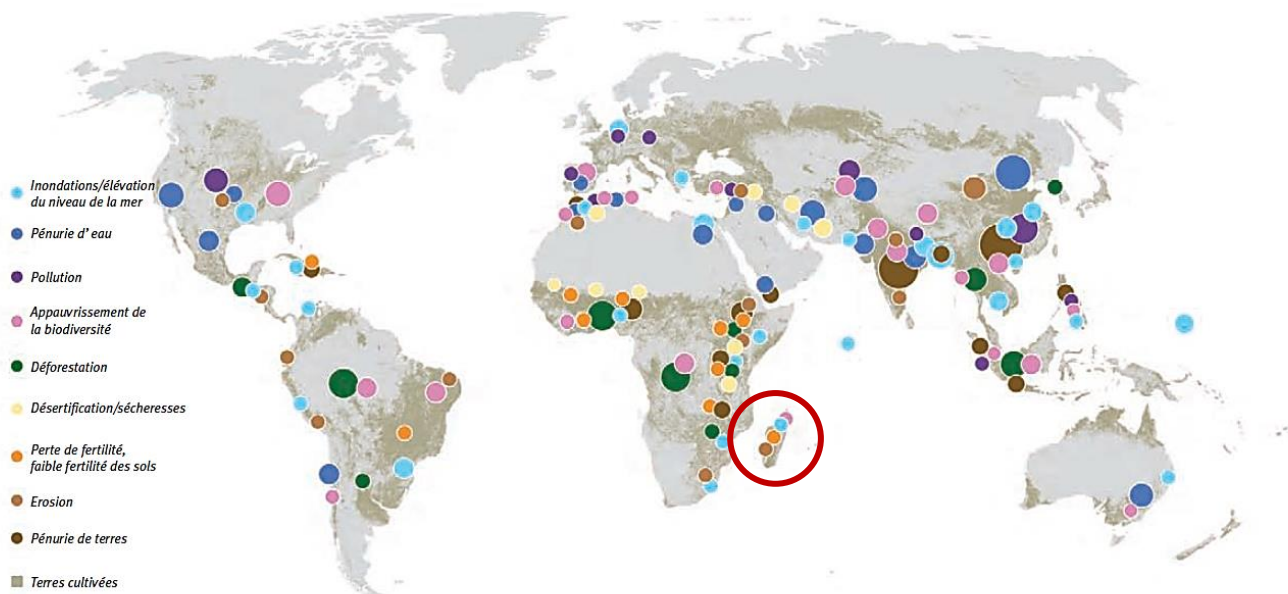 Inondations/élévation
du niveau de la mer
Pénurie d' eau
Pollution
Appauvrissement de
la biodiversité
Déforestation
Désertification/sécheresses
Perte de fertilité,
faible fertilité des sols
Erosion
Pénurie de terres
Terres cultivées